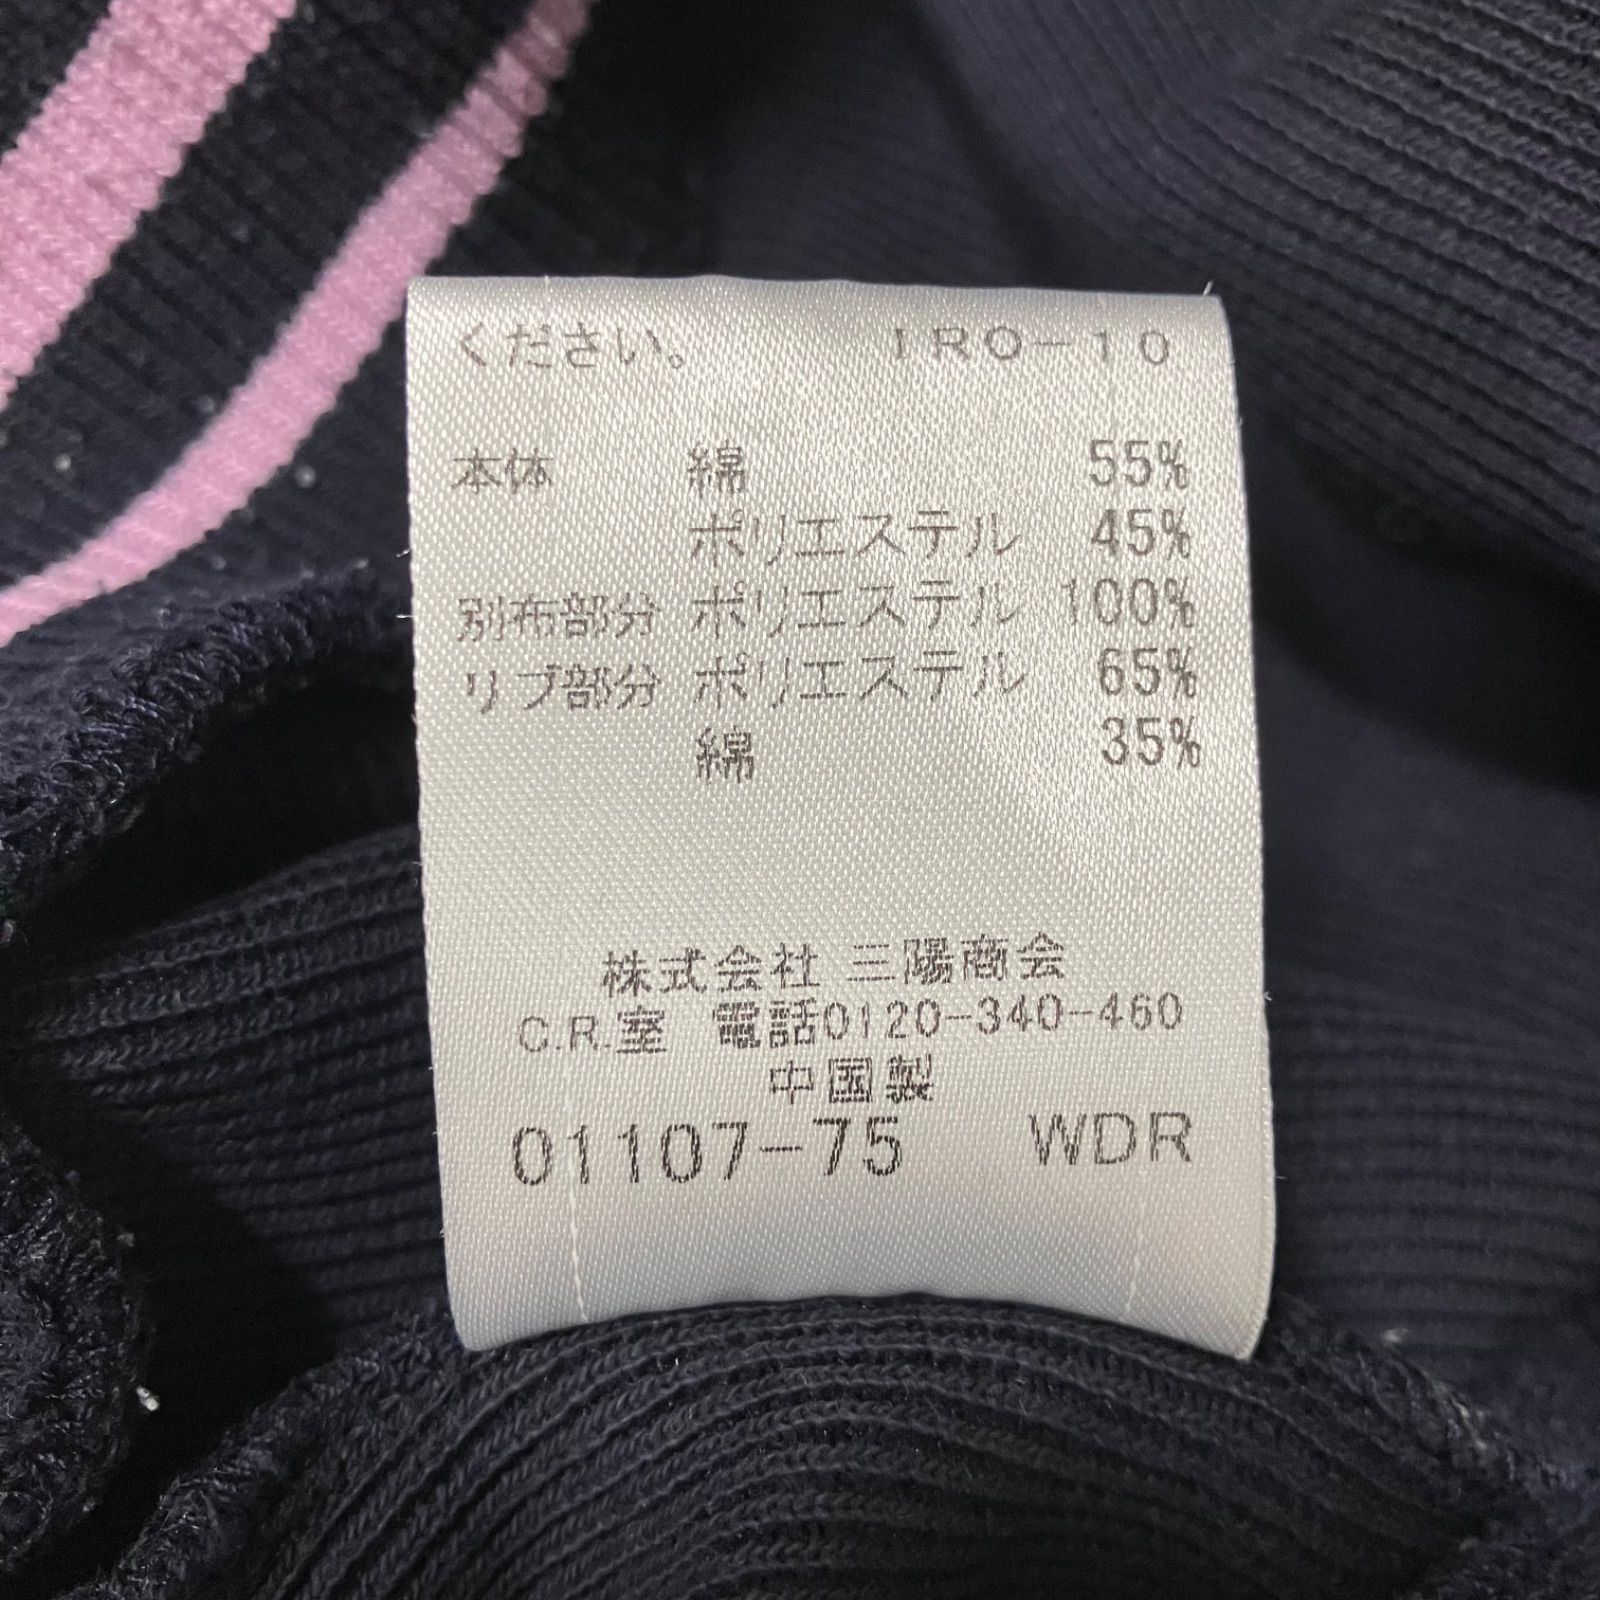 ください。 IRO-10
本体 綿 55%
ポリエステル 45%
別布部分 ポリエステル 100%
リブ部分 ポリエステル 65%
綿 35%
株式会社 三陽商会
C.R.室 電話0120-340-460
中国製
01107-75 WDR